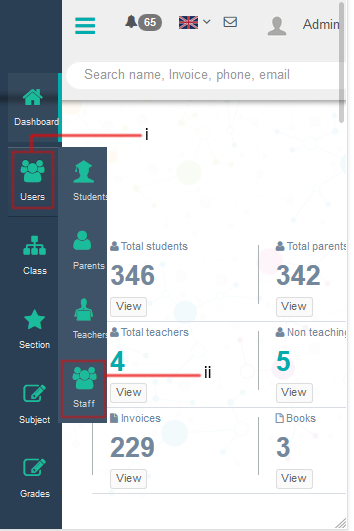 65
Admin
Search name, Invoice, phone, email
Dashboard
i
Users
Students
Parents
Teachers
Staff
ii
Class
Section
Subject
Grades
Total students
346
View
Total parents
342
View
Total teachers
4
View
Non teaching
5
View
Invoices
229
View
Books
3
View